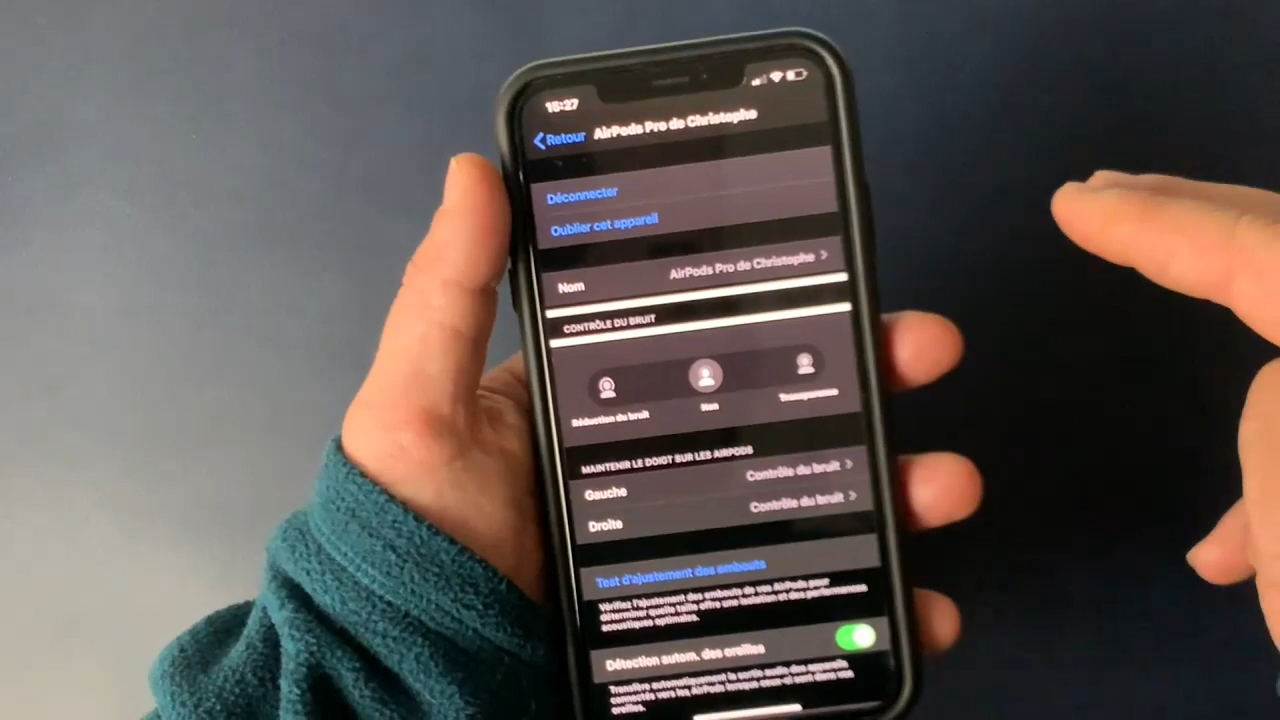 15:27
Retour AirPods Pro de Christophe
Déconnecter
Oublier cet appareil
Nom AirPods Pro de Christophe
CONTRÔLE DU BRUIT
Réduction du bruit Non Transparence
MAINTENIR LE DOIGT SUR LES AIRPODS
Gauche Contrôle du bruit
Droite Contrôle du bruit
Test d'ajustement des embouts
Vérifiez l'ajustement des embouts de vos AirPods pour
déterminer quelle taille offre une isolation et des performances
acoustiques optimales.
Détection autom. des oreilles
Transfère automatiquement la sortie audio des appareils
connectés vers les AirPods lorsque ceux-ci sont dans vos
oreilles.